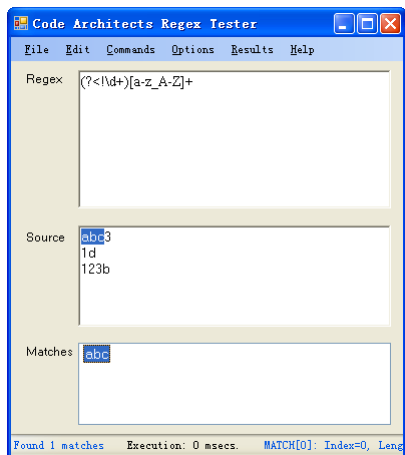 Code Architects Regex Tester
File Edit Commands Options Results Help
Regex
(?<!\d+)[a-z_A-Z]+
Source
abc3
1d
123b
Matches
abc
Found 1 matches Execution: 0 msecs. MATCH[0]: Index=0, Leng